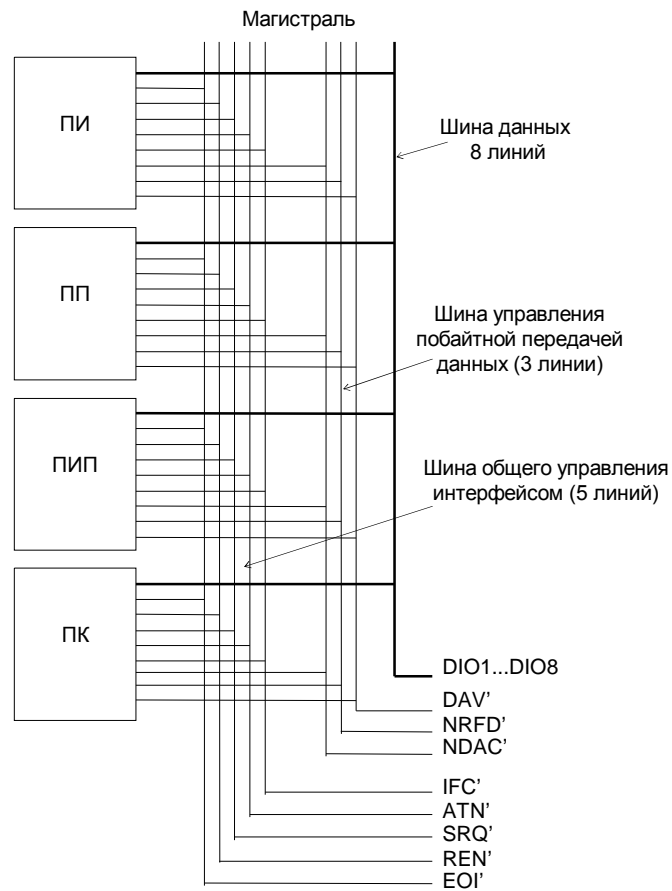 Магистраль
ПИ
Шина данных
8 линий
ПП
Шина управления
побайтной передачей
данных (3 линии)
ПИП
Шина общего управления
интерфейсом (5 линий)
ПК
DIO1...DIO8
DAV’
NRFD’
NDAC’
IFC’
ATN’
SRQ’
REN’
EOI’